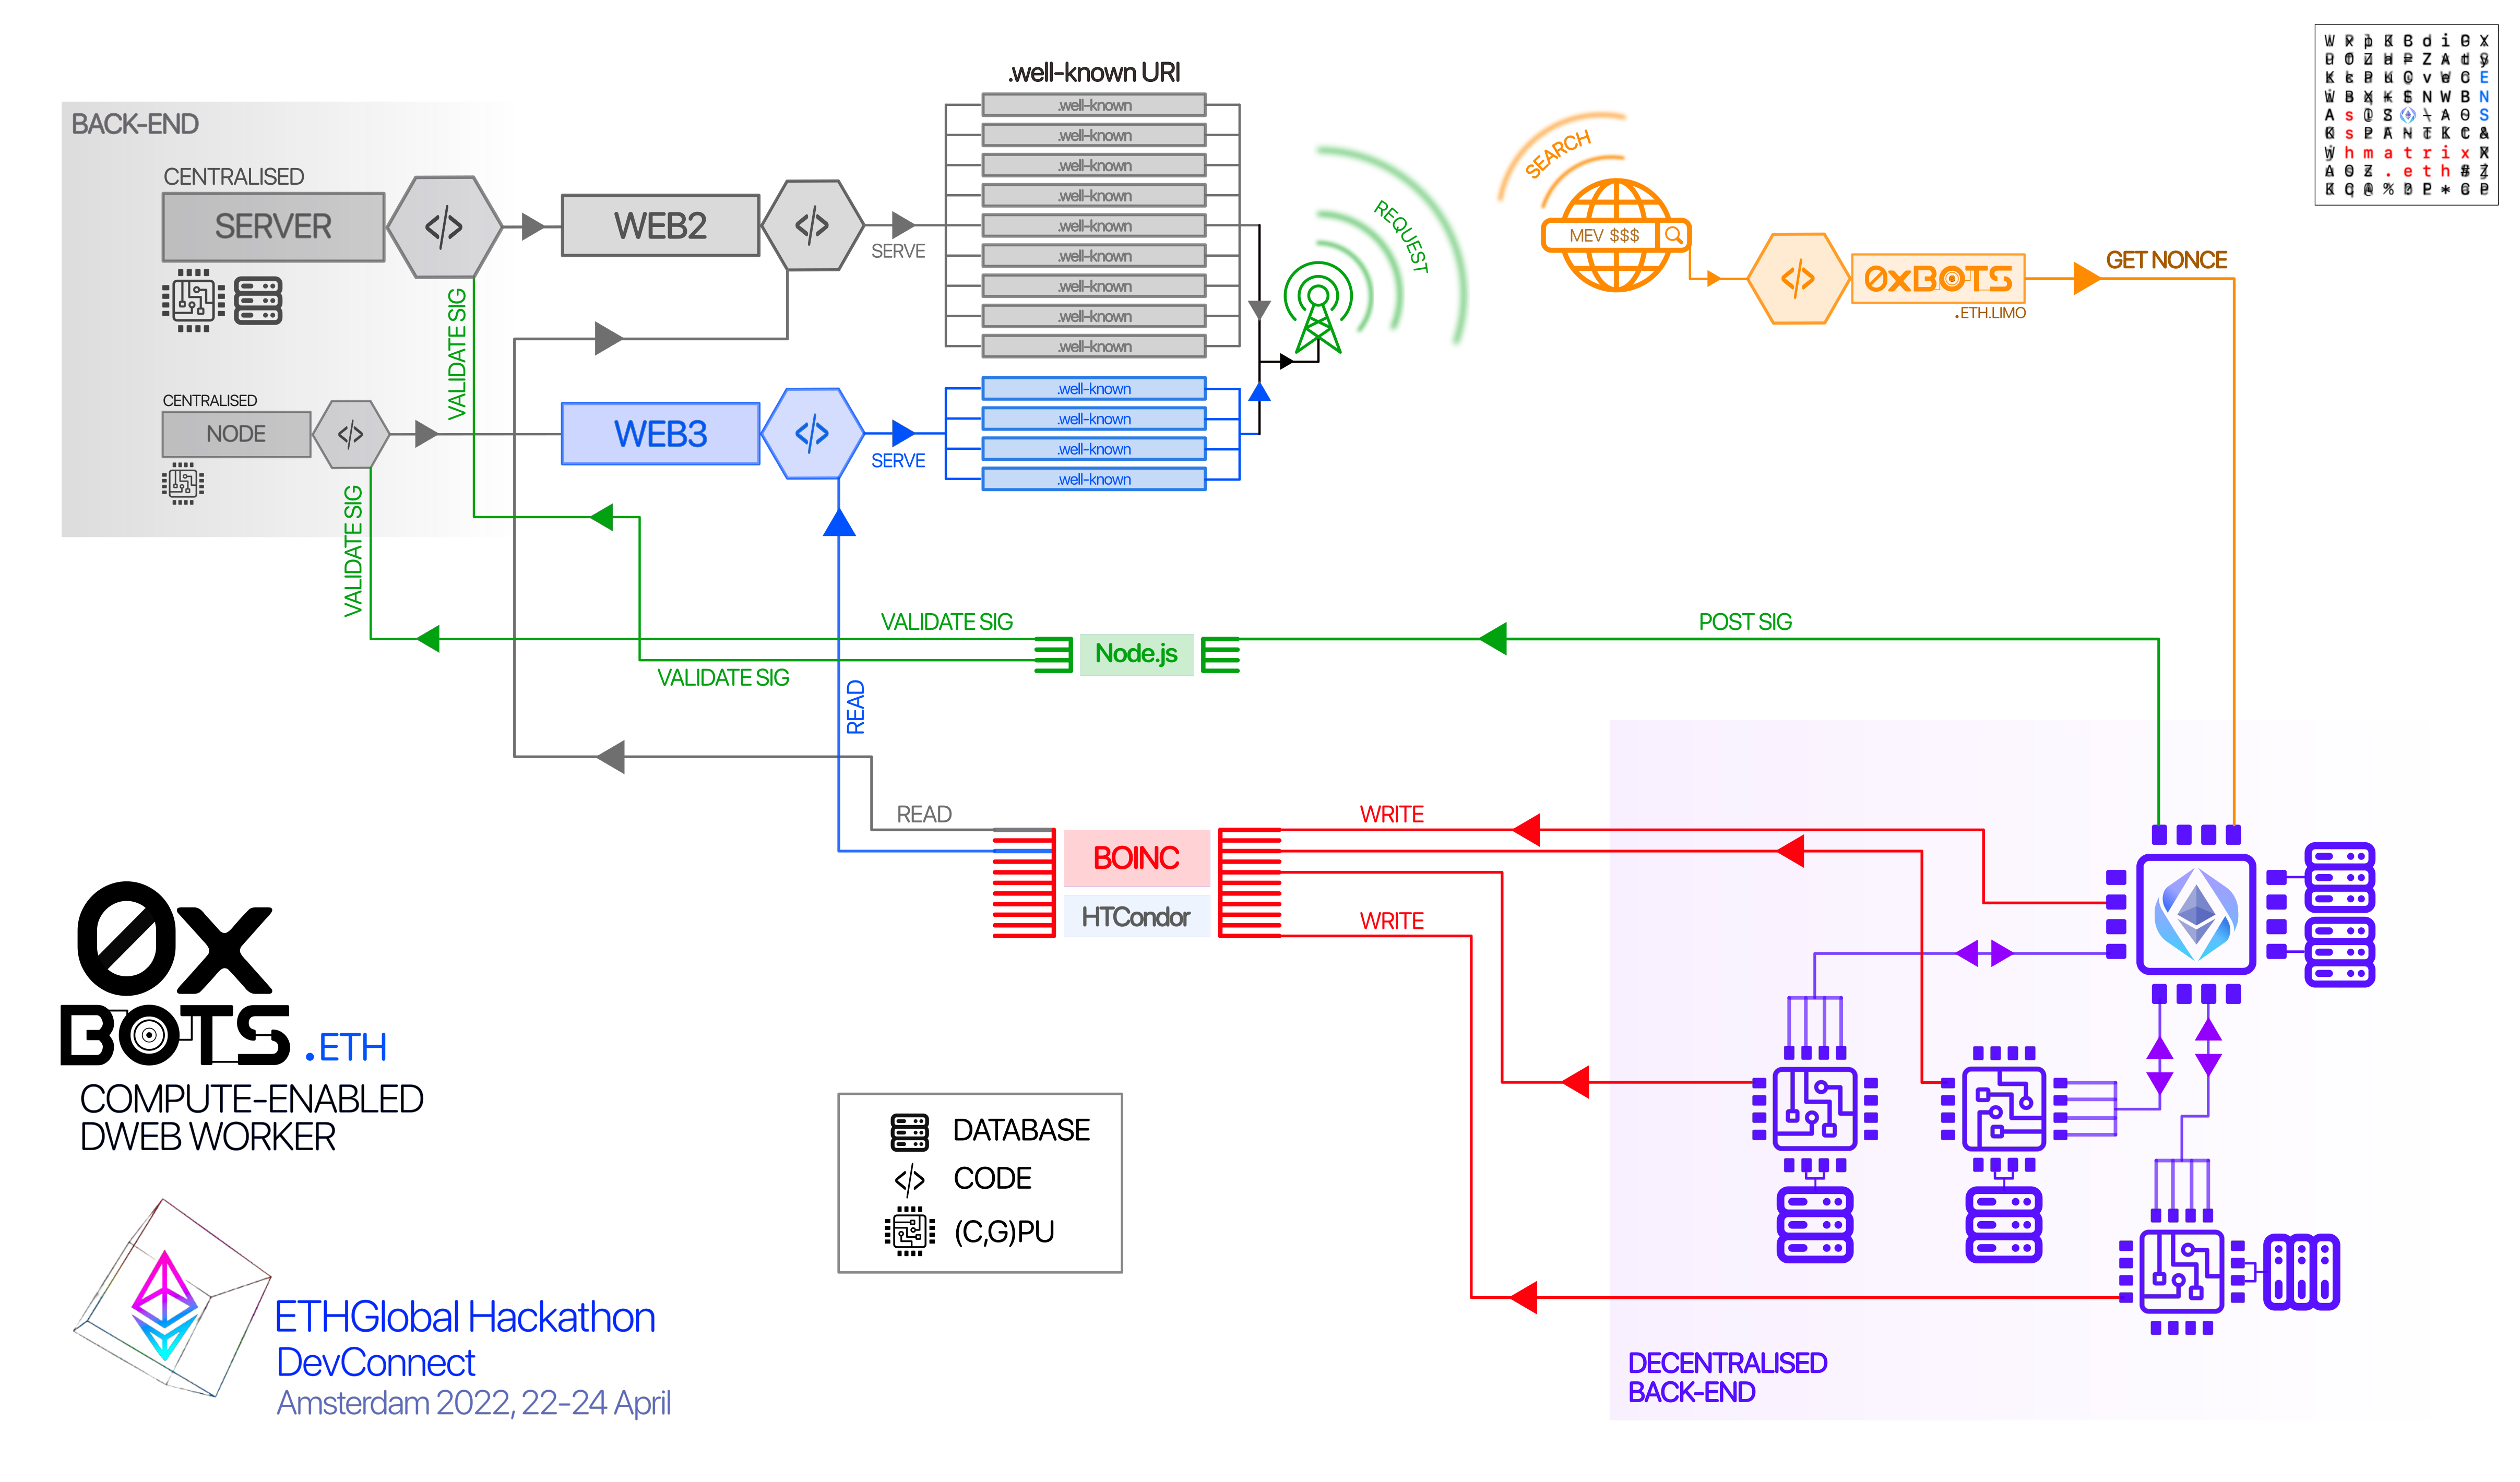 BACK-END
CENTRALISED
SERVER
</>
WEB2
</>
SERVE
.well-known URI
.well-known
.well-known
.well-known
.well-known
.well-known
.well-known
.well-known
.well-known
.well-known
REQUEST
SEARCH
MEV $$$
</>
0xBOTS
.ETH.LIMO
GET NONCE
E
N
S
s
s
hmatrix
.eth
VALIDATE SIG
CENTRALISED
NODE
</>
WEB3
</>
SERVE
.well-known
.well-known
.well-known
.well-known
VALIDATE SIG
VALIDATE SIG
VALIDATE SIG
Node.js
POST SIG
READ
READ
BOINC
HTCondor
WRITE
WRITE
0x
BOTS .ETH
COMPUTE-ENABLED
DWEB WORKER
DATABASE
</> CODE
(C,G)PU
ETHGlobal Hackathon
DevConnect
Amsterdam 2022, 22-24 April
DECENTRALISED
BACK-END